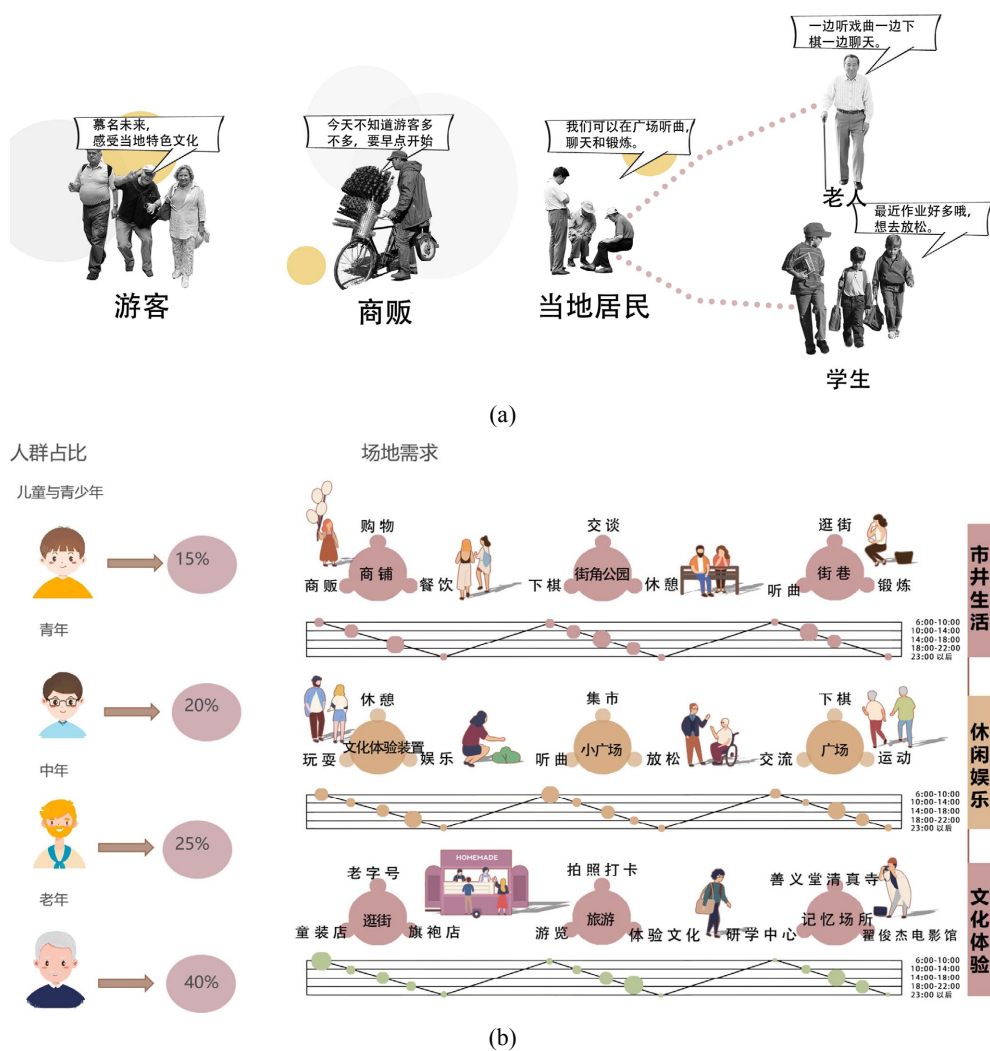 一边听戏曲一边下
棋一边聊天。
慕名未来，
感受当地特色文化
今天不知道游客多
不多，要早点开始
我们可以在广场听曲，
聊天和锻炼。
老人
最近作业好多哦，
想去放松。
游客
商贩
当地居民
学生
(a)
人群占比
儿童与青少年
15%
青年
20%
中年
25%
老年
40%
场地需求
购物
商铺
商贩
餐饮
交谈
街角公园
下棋
休憩
逛街
街巷
听曲
锻炼
6:00-10:00
10:00-14:00
14:00-18:00
18:00-22:00
23:00 以后
市井生活
休憩
文化体验装置
玩耍
娱乐
集市
小广场
听曲
放松
下棋
广场
交流
运动
6:00-10:00
10:00-14:00
14:00-18:00
18:00-22:00
23:00 以后
休闲娱乐
老字号
逛街
童装店
旗袍店
HOMEMADE
拍照打卡
旅游
游览
体验文化
善义堂清真寺
记忆场所
研学中心
翟俊杰电影馆
6:00-10:00
10:00-14:00
14:00-18:00
18:00-22:00
23:00 以后
文化体验
(b)